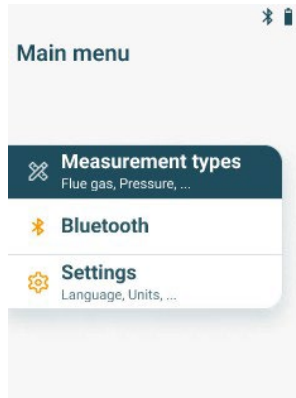 Main menu
Measurement types
Flue gas, Pressure, ...
Bluetooth
Settings
Language, Units, ...